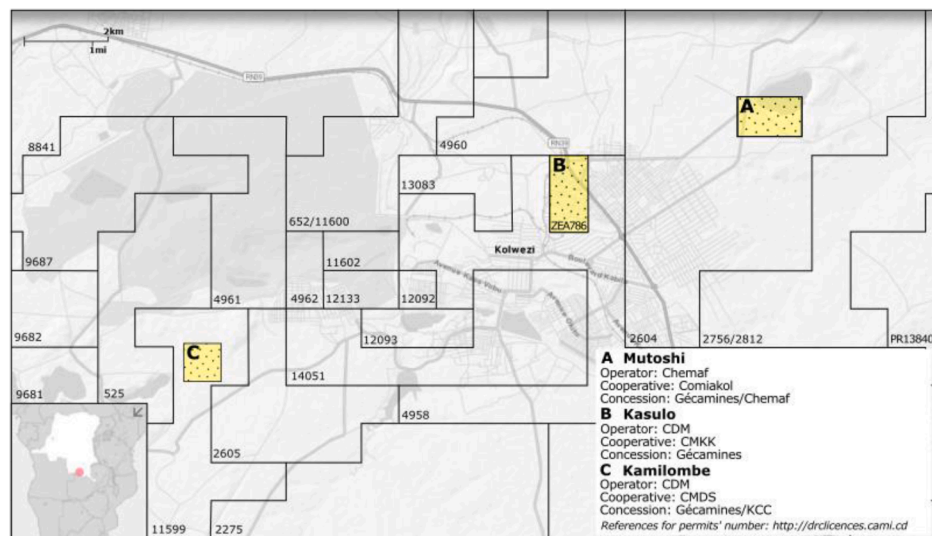 2km
1mi
RN39
A
8841
4960
RN39
B
13083
ZEA786
652/11600
Kolwezi
9687
11602
4961
4962
12133
12092
9682
12093
2604
2756/2812
PR13840
C
14051
9681
525
4958
2605
11599
2275
A Mutoshi
Operator: Chemaf
Cooperative: Comiakol
Concession: Gécamines/Chemaf
B Kasulo
Operator: CDM
Cooperative: CMKK
Concession: Gécamines
C Kamilombe
Operator: CDM
Cooperative: CMDS
Concession: Gécamines/KCC
References for permits' number: http://drclicences.cami.cd